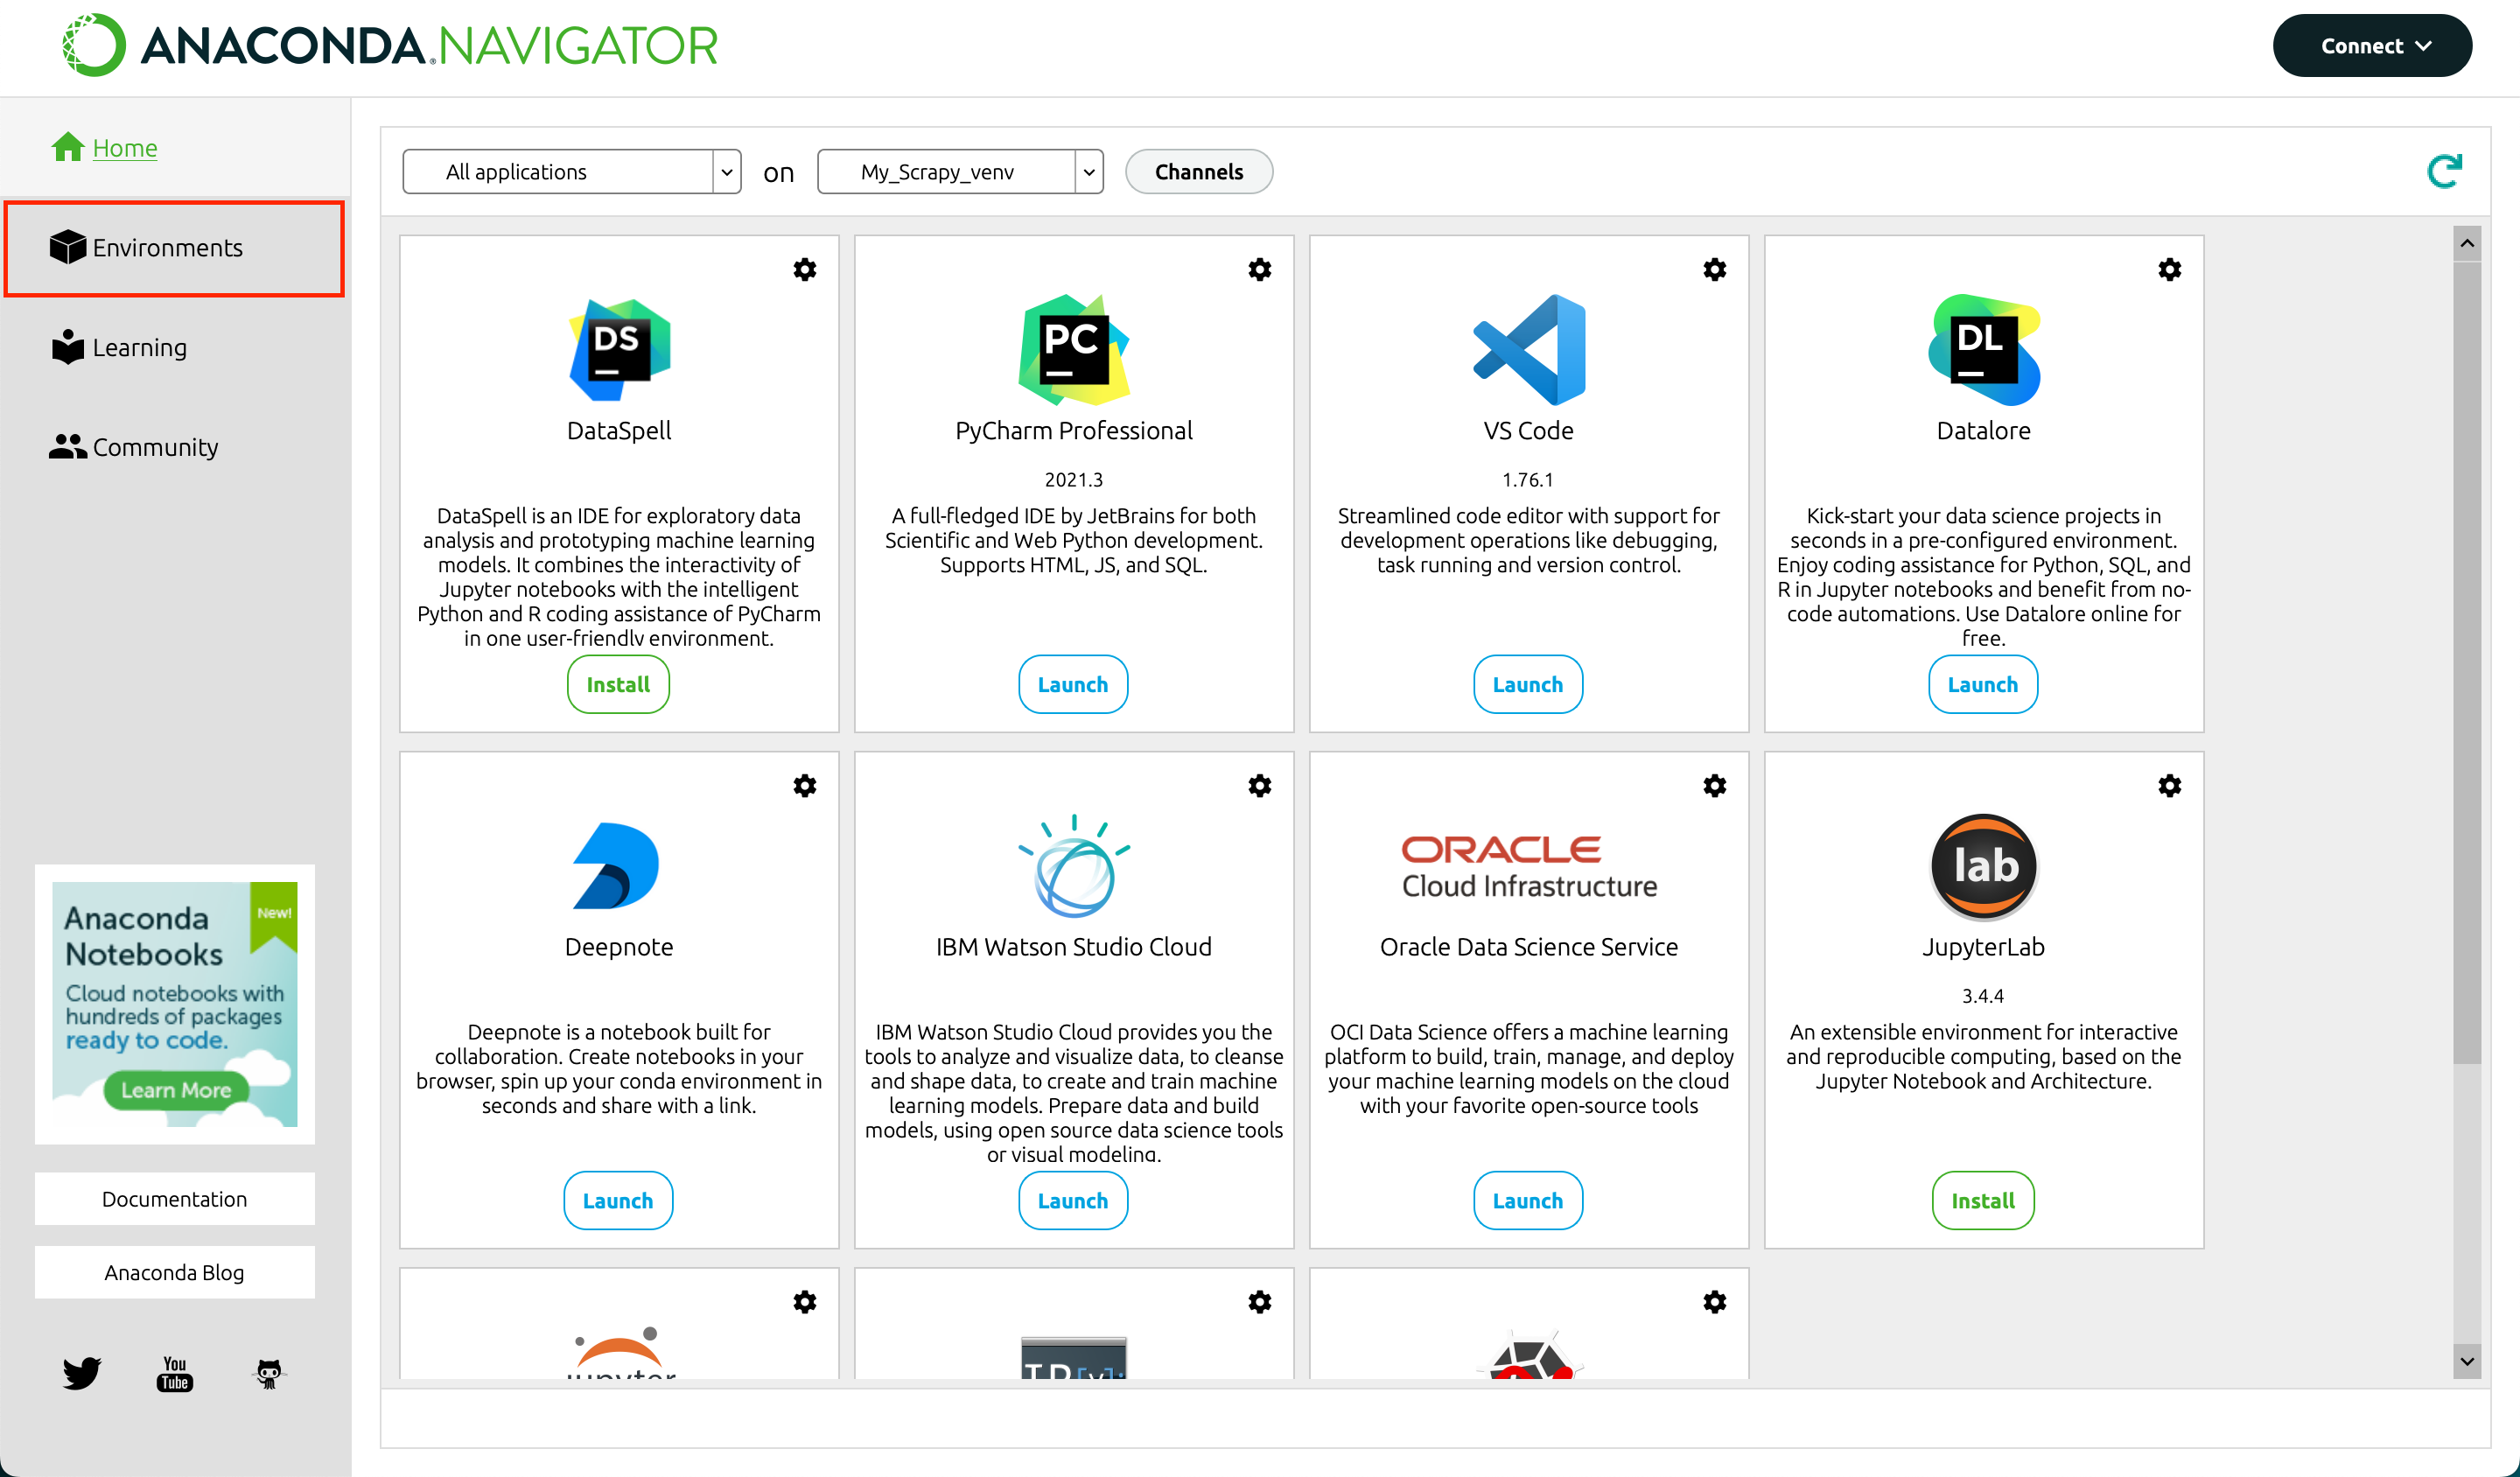 ANACONDA.NAVIGATOR
Connect
Home
Environments
Learning
Community
All applications
on
My_Scrapy_venv
Channels
DS
DataSpell
DataSpell is an IDE for exploratory data
analysis and prototyping machine learning
models. It combines the interactivity of
Jupyter notebooks with the intelligent
Python and R coding assistance of PyCharm
in one user-friendly environment.
Install
PC
PyCharm Professional
2021.3
A full-fledged IDE by JetBrains for both
Scientific and Web Python development.
Supports HTML, JS, and SQL.
Launch
VS Code
1.76.1
Streamlined code editor with support for
development operations like debugging,
task running and version control.
Launch
DL
Datalore
Kick-start your data science projects in
seconds in a pre-configured environment.
Enjoy coding assistance for Python, SQL, and
R in Jupyter notebooks and benefit from no-
code automations. Use Datalore online for
free.
Launch
Deepnote
Deepnote is a notebook built for
collaboration. Create notebooks in your
browser, spin up your conda environment in
seconds and share with a link.
Launch
IBM Watson Studio Cloud
IBM Watson Studio Cloud provides you the
tools to analyze and visualize data, to cleanse
and shape data, to create and train machine
learning models. Prepare data and build
models, using open source data science tools
or visual modeling.
Launch
ORACLE
Cloud Infrastructure
Oracle Data Science Service
OCI Data Science offers a machine learning
platform to build, train, manage, and deploy
your machine learning models on the cloud
with your favorite open-source tools
Launch
lab
JupyterLab
3.4.4
An extensible environment for interactive
and reproducible computing, based on the
Jupyter Notebook and Architecture.
Install
jupyter
Anaconda
Notebooks
New!
Cloud notebooks with
hundreds of packages
ready to code.
Learn More
Documentation
Anaconda Blog
You
Tube